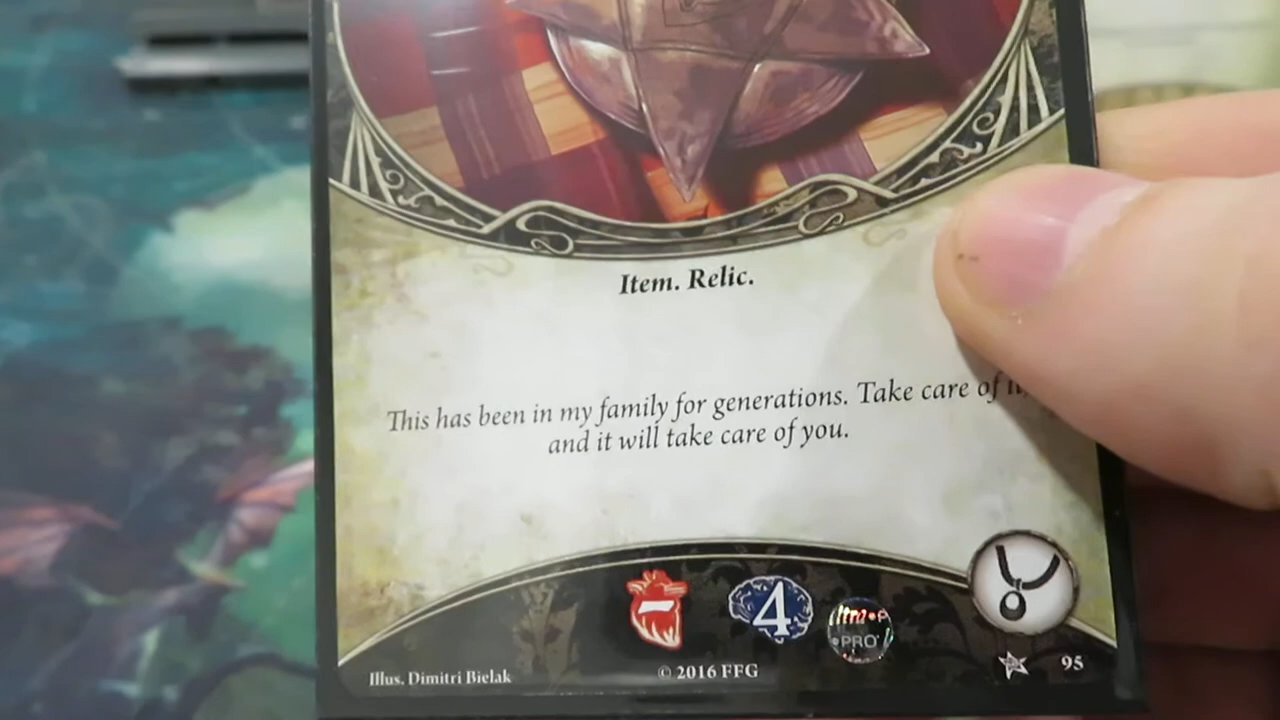 Item. Relic.
This has been in my family for generations. Take care of
and it will take care of you.
– 4
PRO
Illus. Dimitri Bielak
© 2016 FFG
95